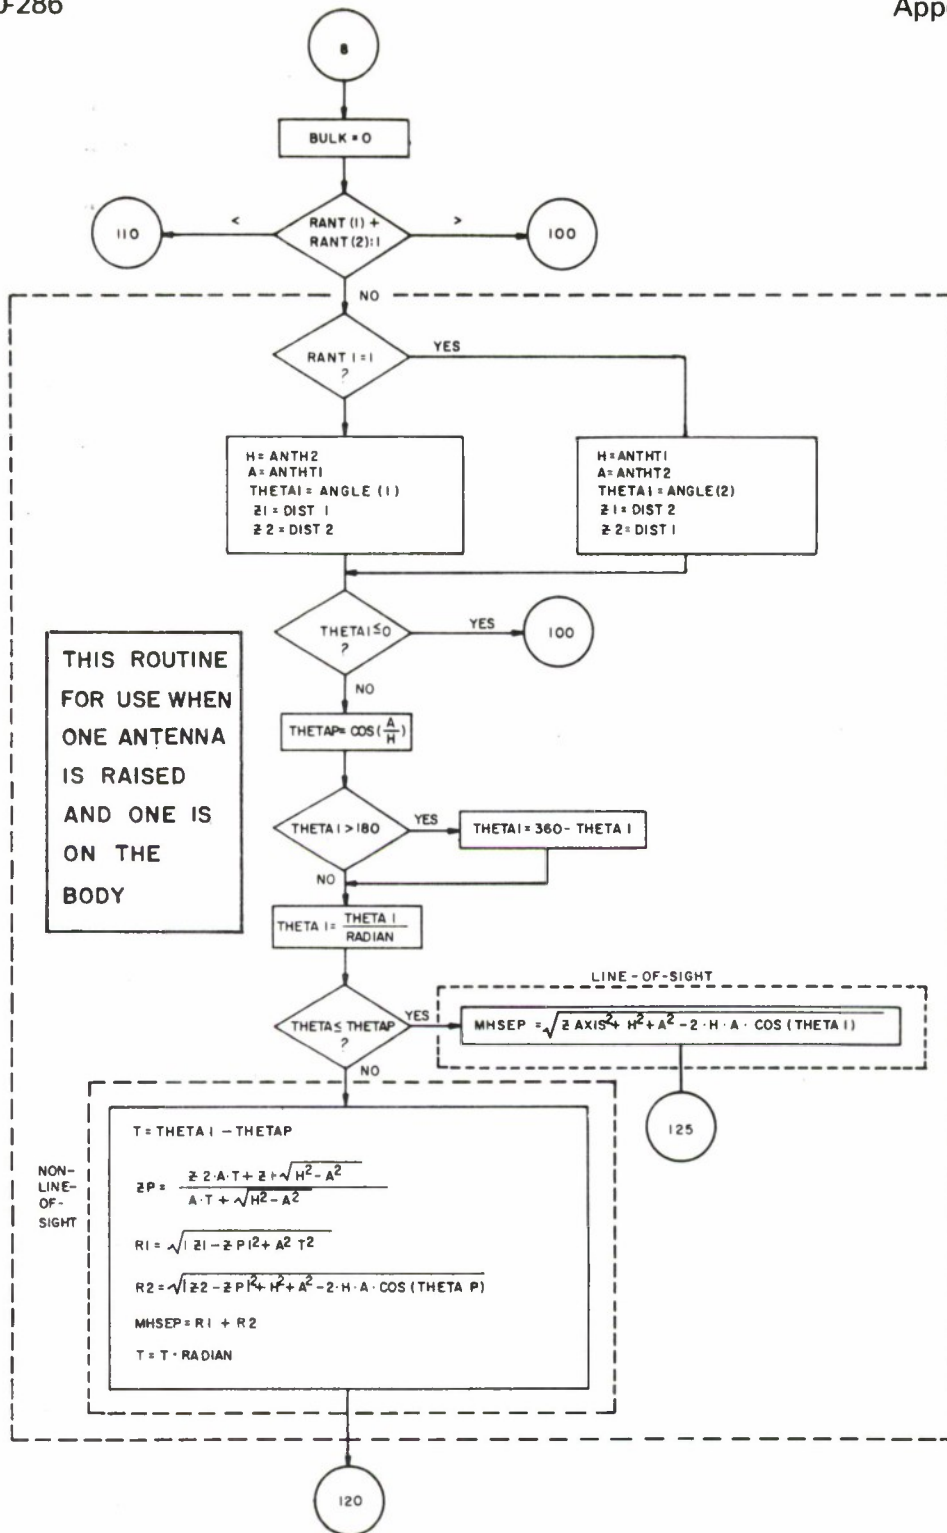 0-286
App
B
BULK = 0
RANT (1) +
RANT (2):1
<
>
110
100
NO
RANT 1 = 1
?
YES
H = ANTH2
A = ANTHT1
THETA1 = ANGLE (1)
Z1 = DIST 1
Z2 = DIST 2
H = ANTHT1
A = ANTHT2
THETA1 = ANGLE(2)
Z1 = DIST 2
Z2 = DIST 1
THETA1 ≤ 0
?
YES
100
NO
THIS ROUTINE
FOR USE WHEN
ONE ANTENNA
IS RAISED
AND ONE IS
ON THE
BODY
THETAP = COS(A/H)
THETA 1 > 180
YES
THETA1 = 360 - THETA 1
NO
THETA 1 = THETA 1 / RADIAN
LINE-OF-SIGHT
THETA ≤ THETAP
?
YES
MHSEP = √Z AXIS² + H² + A² - 2 · H · A · COS (THETA 1)
NO
125
NON-
LINE-
OF-
SIGHT
T = THETA 1 - THETAP
ZP = Z 2 · A · T + Z 1 √H² - A² / A · T + √H² - A²
R1 = √| Z1 - Z P |² + A² T²
R2 = √| Z2 - Z P |² + H² + A² - 2 · H · A · COS (THETA P)
MHSEP = R1 + R2
T = T · RADIAN
120